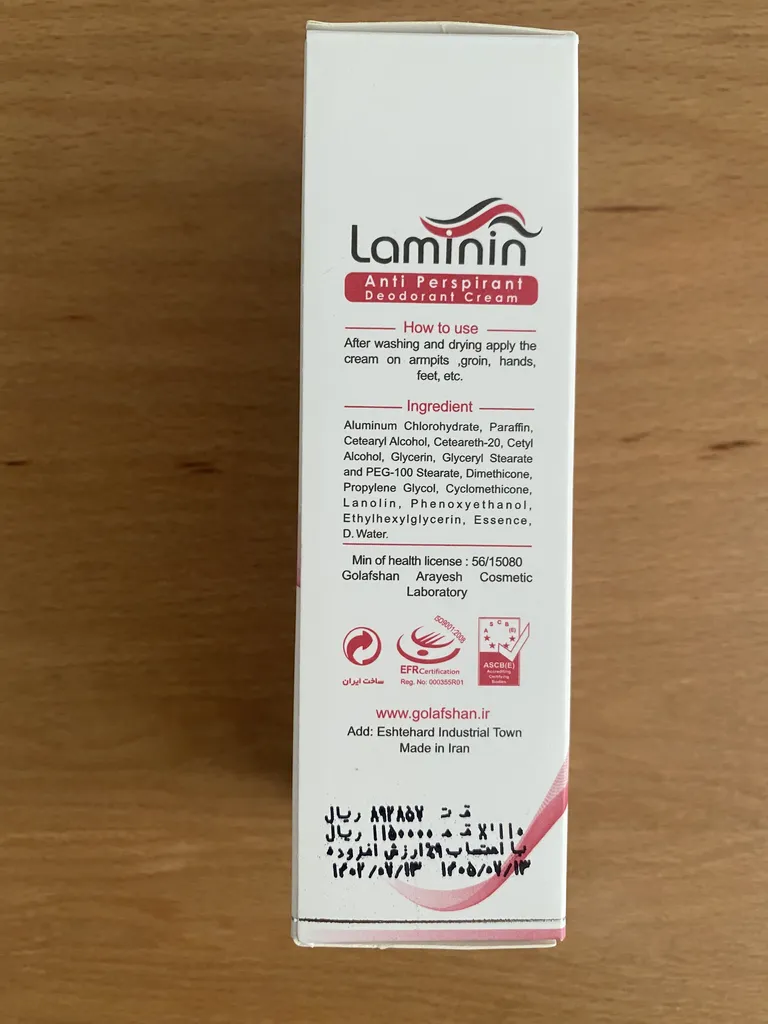 Laminin
Anti Perspirant
Deodorant Cream
How to use
After washing and drying apply the
cream on armpits ,groin, hands,
feet, etc.
Ingredient
Aluminum Chlorohydrate, Paraffin,
Cetearyl Alcohol, Ceteareth-20, Cetyl
Alcohol, Glycerin, Glyceryl Stearate
and PEG-100 Stearate, Dimethicone,
Propylene Glycol, Cyclomethicone,
Lanolin, Phenoxyethanol,
Ethylhexylglycerin, Essence,
D. Water.
Min of health license : 56/15080
Golafshan Arayesh Cosmetic
Laboratory
ساخت ایران
ISO9001:2008
EFR Certification
Reg. No: 000355R01
A S C B (E)
ASCB(E)
Accrediting
Certifying
Bodies
www.golafshan.ir
Add: Eshtehard Industrial Town
Made in Iran
ق ت ۸۹۲۸۵۷ ریال
X'۱۱۰ ق م ۱۱۵۰۰۰۰ ریال
با احتساب ۹٪ ارزش افزوده
۱۴۰۲/۰۷/۱۳ ۱۴۰۵/۰۷/۱۳